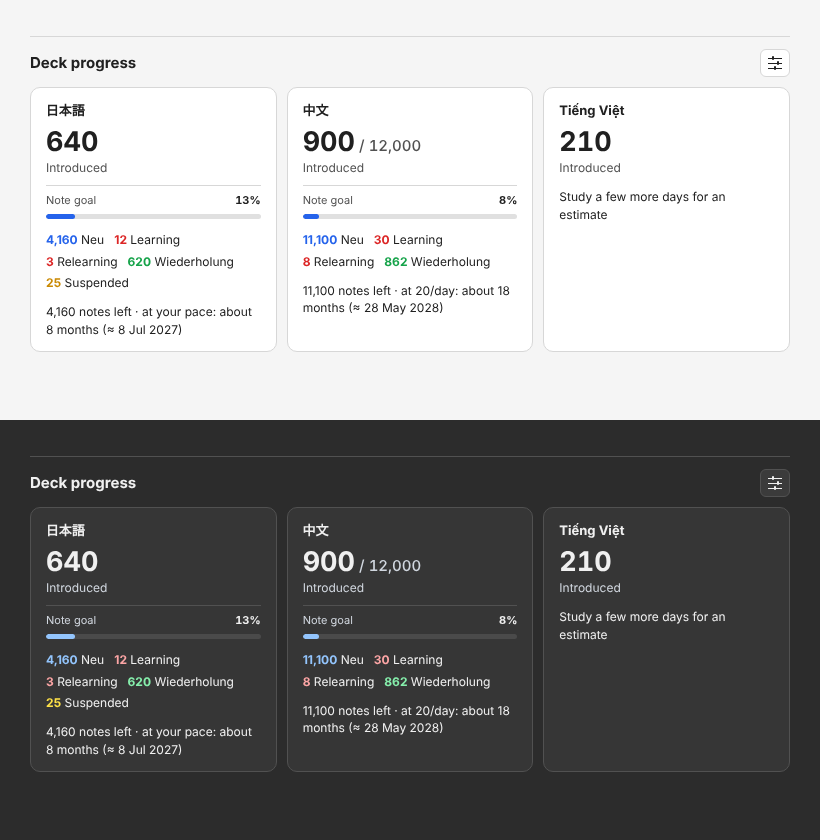 Deck progress
日本語
640
Introduced
Note goal 13%
4,160 Neu 12 Learning
3 Relearning 620 Wiederholung
25 Suspended
4,160 notes left · at your pace: about
8 months (≈ 8 Jul 2027)
中文
900 / 12,000
Introduced
Note goal 8%
11,100 Neu 30 Learning
8 Relearning 862 Wiederholung
11,100 notes left · at 20/day: about 18
months (≈ 28 May 2028)
Tiếng Việt
210
Introduced
Study a few more days for an
estimate
Deck progress
日本語
640
Introduced
Note goal 13%
4,160 Neu 12 Learning
3 Relearning 620 Wiederholung
25 Suspended
4,160 notes left · at your pace: about
8 months (≈ 8 Jul 2027)
中文
900 / 12,000
Introduced
Note goal 8%
11,100 Neu 30 Learning
8 Relearning 862 Wiederholung
11,100 notes left · at 20/day: about 18
months (≈ 28 May 2028)
Tiếng Việt
210
Introduced
Study a few more days for an
estimate